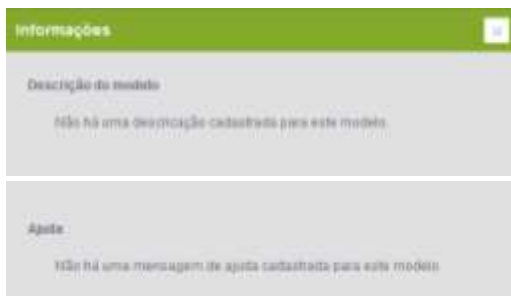 Informações
Descrição do modelo
Não há uma descrição cadastrada para este modelo.
Ajuda
Não há uma mensagem de ajuda cadastrada para este modelo